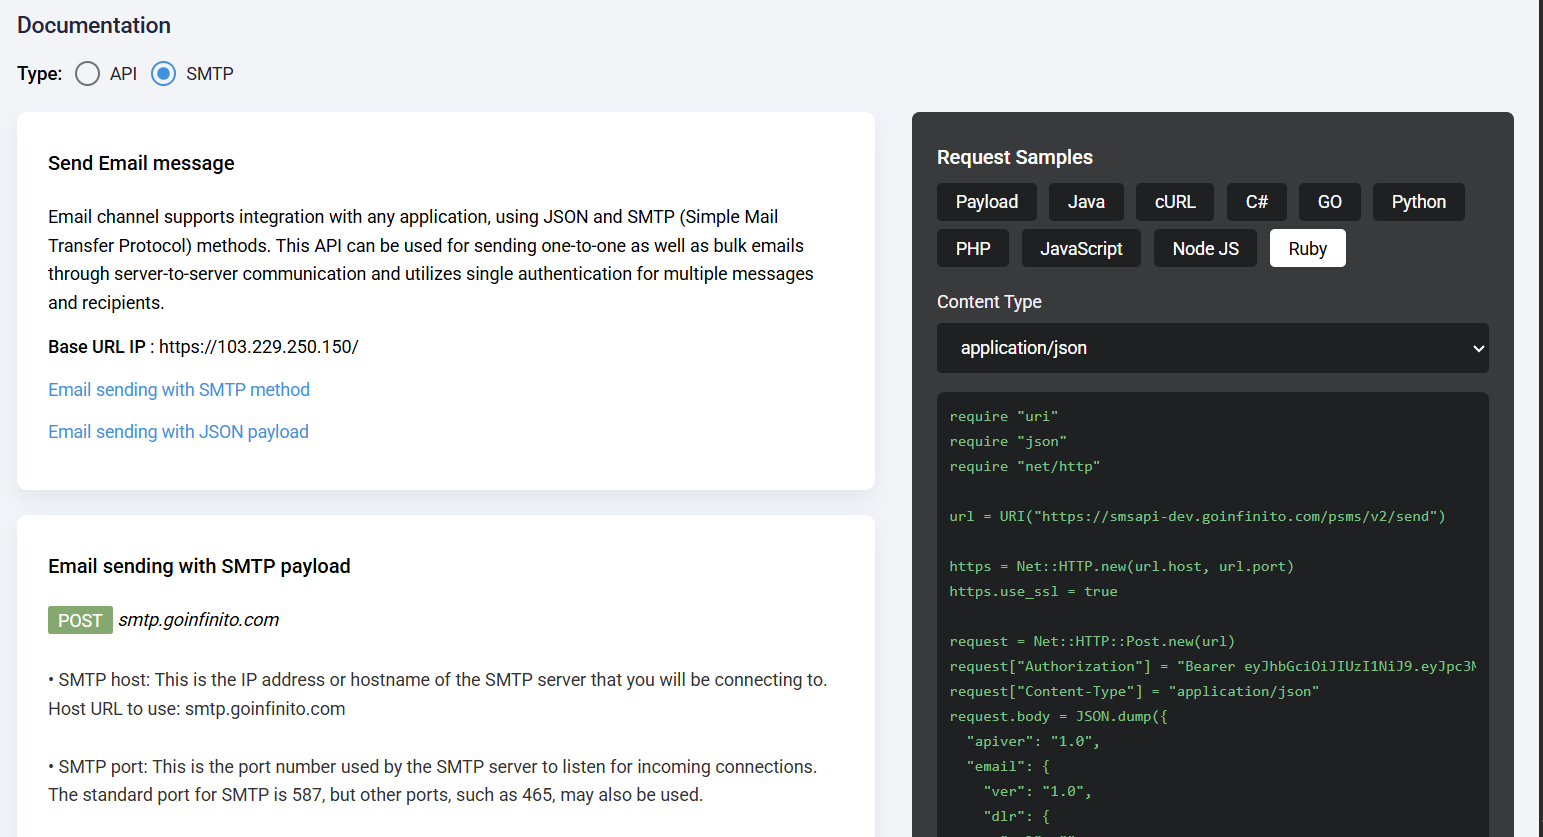 Documentation
Type: API SMTP
Send Email message
Email channel supports integration with any application, using JSON and SMTP (Simple Mail
Transfer Protocol) methods. This API can be used for sending one-to-one as well as bulk emails
through server-to-server communication and utilizes single authentication for multiple messages
and recipients.
Base URL IP : https://103.229.250.150/
Email sending with SMTP method
Email sending with JSON payload
Email sending with SMTP payload
POST smtp.goinfinito.com
• SMTP host: This is the IP address or hostname of the SMTP server that you will be connecting to.
Host URL to use: smtp.goinfinito.com
• SMTP port: This is the port number used by the SMTP server to listen for incoming connections.
The standard port for SMTP is 587, but other ports, such as 465, may also be used.
Request Samples
Payload Java cURL C# GO Python
PHP JavaScript Node JS Ruby
Content Type
application/json
require "uri"
require "json"
require "net/http"
url = URI("https://smsapi-dev.goinfinito.com/psms/v2/send")
https = Net::HTTP.new(url.host, url.port)
https.use_ssl = true
request = Net::HTTP::Post.new(url)
request["Authorization"] = "Bearer eyJhbGciOiJIUzI1NiJ9.eyJpc3M
request["Content-Type"] = "application/json"
request.body = JSON.dump({
"apiver": "1.0",
"email": {
"ver": "1.0",
"dlr": {